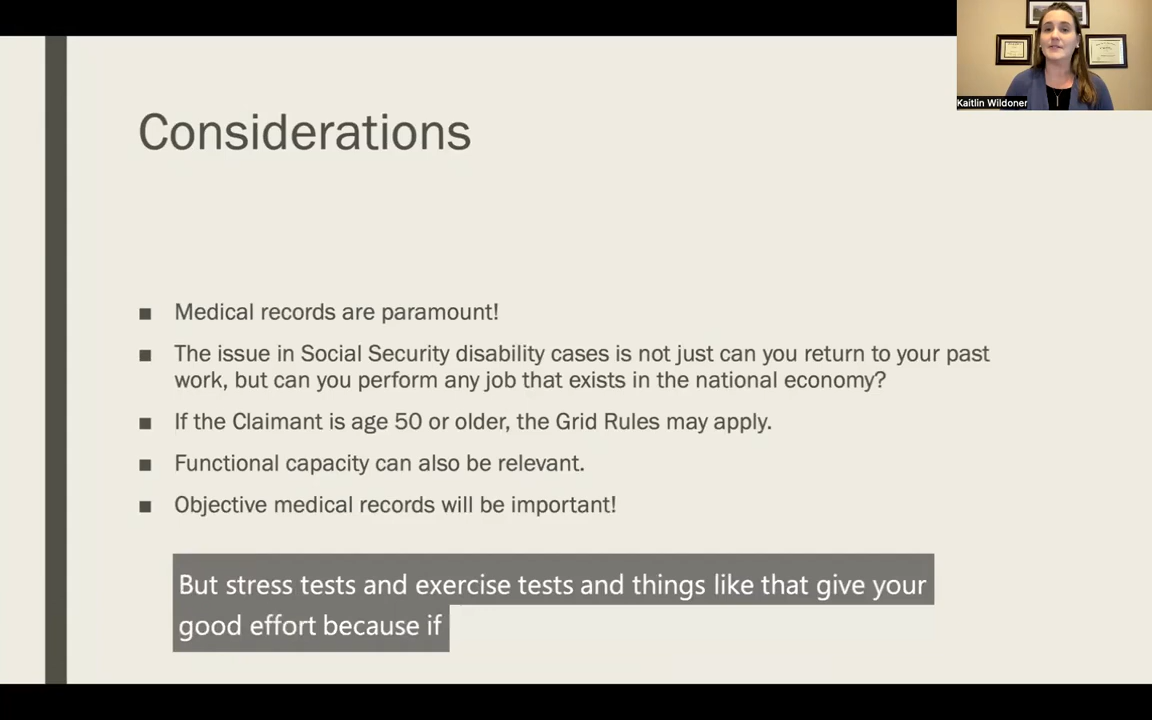 Kaitlin Wildoner
Considerations
■ Medical records are paramount!
■ The issue in Social Security disability cases is not just can you return to your past
work, but can you perform any job that exists in the national economy?
■ If the Claimant is age 50 or older, the Grid Rules may apply.
■ Functional capacity can also be relevant.
■ Objective medical records will be important!
But stress tests and exercise tests and things like that give your
good effort because if